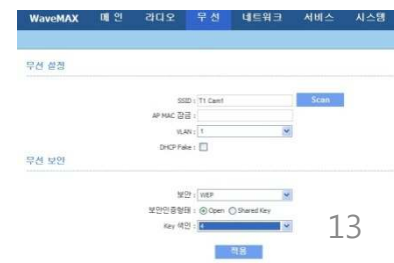 WaveMAX 메 인 라디오 무 선 네트워크 서비스 시스템
무선 설정
SSID : T1 Cam1 Scan
AP MAC 잠금 :
VLAN : 1
DHCP Fake :
무선 보안
보안 : WEP
보안인증형태 : Open Shared Key
Key 색인 : 4
적용
13